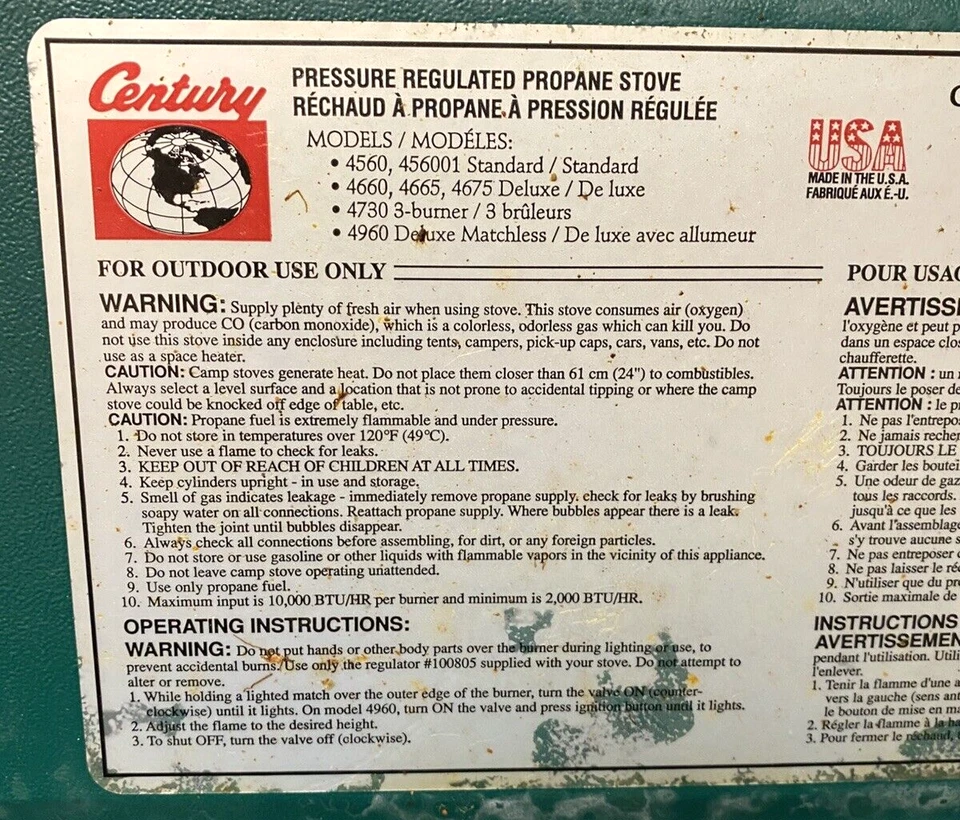 Century
PRESSURE REGULATED PROPANE STOVE
RÉCHAUD À PROPANE À PRESSION RÉGULÉE
MODELS / MODÉLES:
• 4560, 456001 Standard / Standard
• 4660, 4665, 4675 Deluxe / De luxe
• 4730 3-burner / 3 brûleurs
• 4960 Deluxe Matchless / De luxe avec allumeur
USA
MADE IN THE U.S.A.
FABRIQUÉ AUX É.-U.
FOR OUTDOOR USE ONLY
WARNING: Supply plenty of fresh air when using stove. This stove consumes air (oxygen)
and may produce CO (carbon monoxide), which is a colorless, odorless gas which can kill you. Do
not use this stove inside any enclosure including tents, campers, pick-up caps, cars, vans, etc. Do not
use as a space heater.
CAUTION: Camp stoves generate heat. Do not place them closer than 61 cm (24") to combustibles.
Always select a level surface and a location that is not prone to accidental tipping or where the camp
stove could be knocked off edge of table, etc.
CAUTION: Propane fuel is extremely flammable and under pressure.
1. Do not store in temperatures over 120°F (49°C).
2. Never use a flame to check for leaks.
3. KEEP OUT OF REACH OF CHILDREN AT ALL TIMES.
4. Keep cylinders upright - in use and storage.
5. Smell of gas indicates leakage - immediately remove propane supply. check for leaks by brushing
soapy water on all connections. Reattach propane supply. Where bubbles appear there is a leak.
Tighten the joint until bubbles disappear.
6. Always check all connections before assembling, for dirt, or any foreign particles.
7. Do not store or use gasoline or other liquids with flammable vapors in the vicinity of this appliance.
8. Do not leave camp stove operating unattended.
9. Use only propane fuel.
10. Maximum input is 10,000 BTU/HR per burner and minimum is 2,000 BTU/HR.
OPERATING INSTRUCTIONS:
WARNING: Do not put hands or other body parts over the burner during lighting or use, to
prevent accidental burns. Use only the regulator #100805 supplied with your stove. Do not attempt to
alter or remove.
1. While holding a lighted match over the outer edge of the burner, turn the valve ON (counter-
clockwise) until it lights. On model 4960, turn ON the valve and press ignition button until it lights.
2. Adjust the flame to the desired height.
3. To shut OFF, turn the valve off (clockwise).
POUR USAG
AVERTISSE
l'oxygène et peut p
dans un espace clos
chaufferette.
ATTENTION : un r
Toujours le poser de
ATTENTION : le p
1. Ne pas l'entrepos
2. Ne jamais recher
3. TOUJOURS LE
4. Garder les boutei
5. Une odeur de gaz
tous les raccords.
jusqu'à ce que les
6. Avant l'assemblage
s'y trouve aucune s
7. Ne pas entreposer
8. Ne pas laisser le réc
9. N'utiliser que du pr
10. Sortie maximale de
INSTRUCTIONS
AVERTISSEMEN
pendant l'utilisation. Utili
l'enlever.
1. Tenir la flamme d'une a
vers la gauche (sens ant
le bouton de mise en ma
2. Régler la flamme à la ha
3. Pour fermer le réchaud,